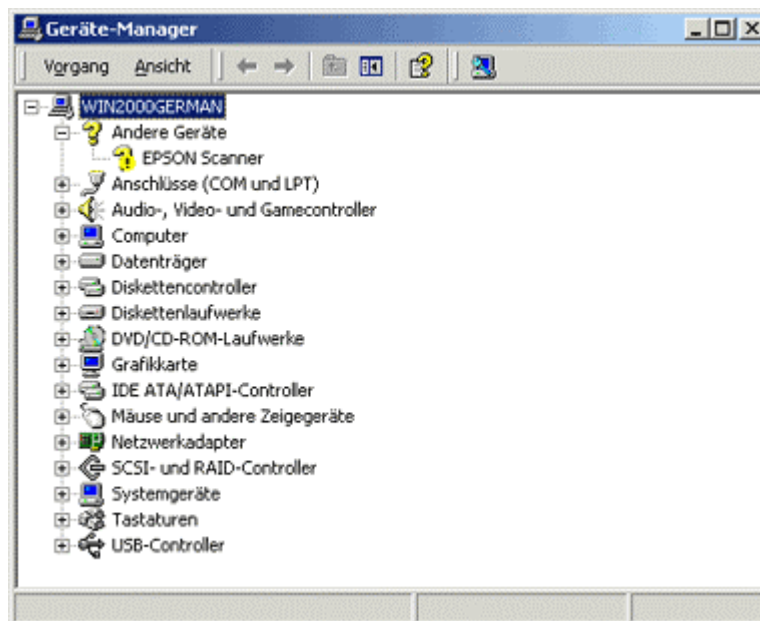 Geräte-Manager
Vorgang Ansicht
WIN2000GERMAN
Andere Geräte
EPSON Scanner
Anschlüsse (COM und LPT)
Audio-, Video- und Gamecontroller
Computer
Datenträger
Diskettencontroller
Diskettenlaufwerke
DVD/CD-ROM-Laufwerke
Grafikkarte
IDE ATA/ATAPI-Controller
Mäuse und andere Zeigegeräte
Netzwerkadapter
SCSI- und RAID-Controller
Systemgeräte
Tastaturen
USB-Controller